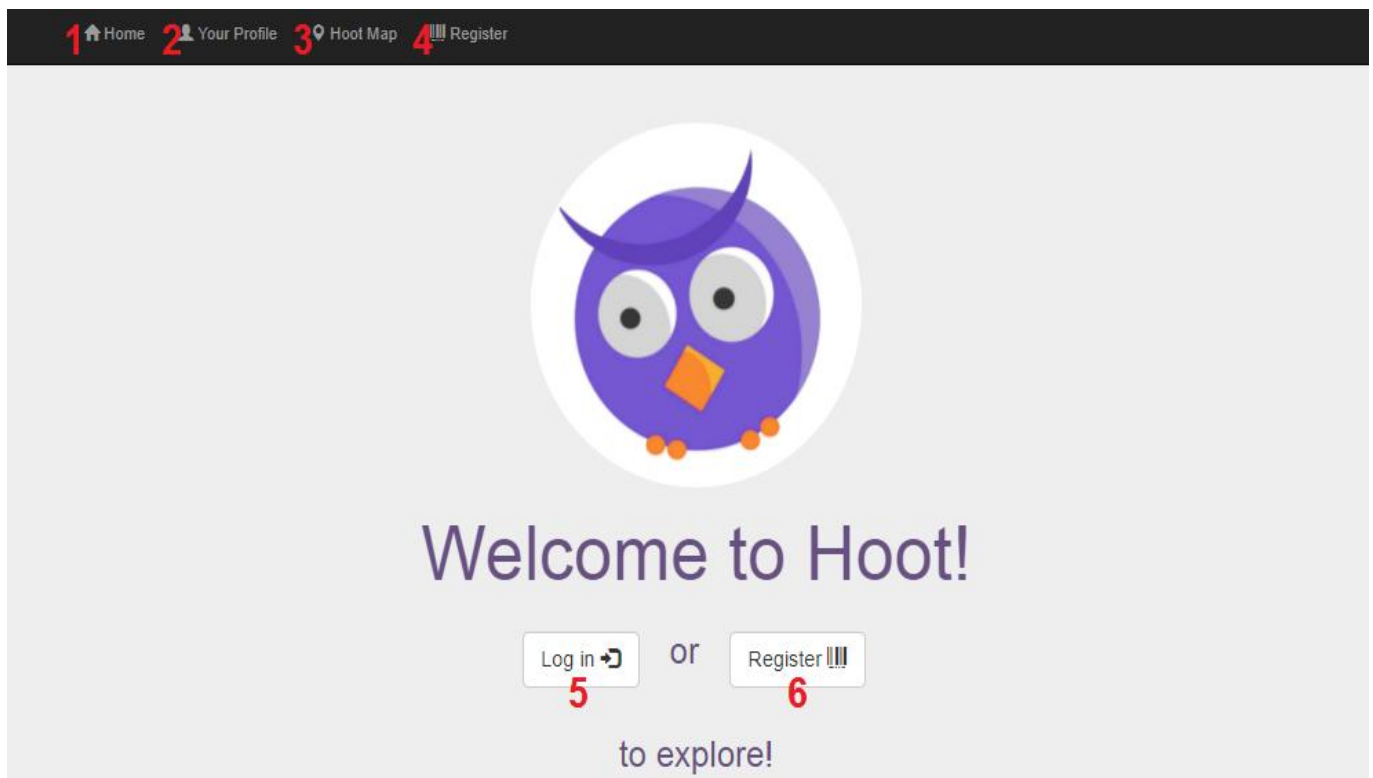 1 Home 2 Your Profile 3 Hoot Map 4 Register
Welcome to Hoot!
Log in or Register
5 6
to explore!